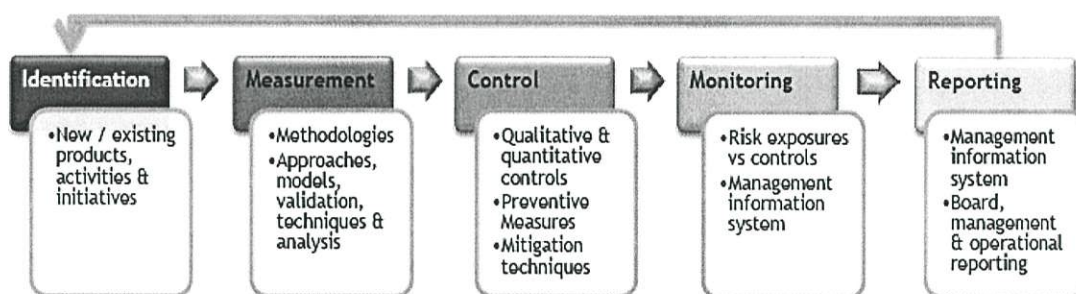 Identification
•New / existing
products,
activities &
initiatives
Measurement
•Methodologies
•Approaches,
models,
validation,
techniques &
analysis
Control
•Qualitative &
quantitative
controls
•Preventive
Measures
•Mitigation
techniques
Monitoring
•Risk exposures
vs controls
•Management
information
system
Reporting
•Management
information
system
•Board,
management
& operational
reporting